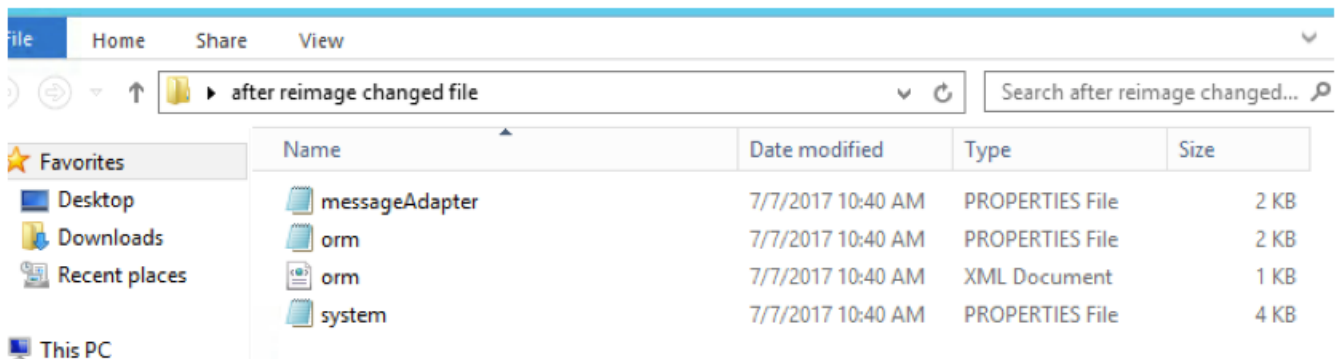 File Home Share View
after reimage changed file Search after reimage changed...
Name Date modified Type Size
Favorites
Desktop messageAdapter 7/7/2017 10:40 AM PROPERTIES File 2 KB
Downloads orm 7/7/2017 10:40 AM PROPERTIES File 2 KB
Recent places orm 7/7/2017 10:40 AM XML Document 1 KB
system 7/7/2017 10:40 AM PROPERTIES File 4 KB
This PC